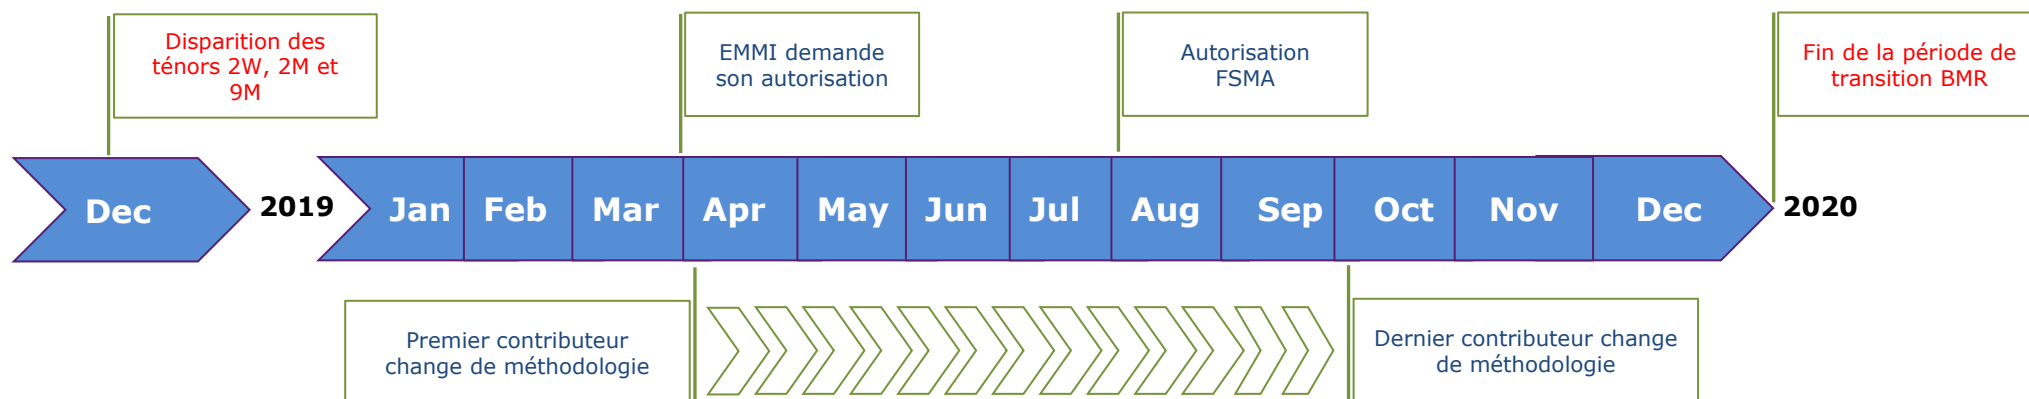 Disparition des
ténors 2W, 2M et
9M
EMMI demande
son autorisation
Autorisation
FSMA
Fin de la période de
transition BMR
Dec
2019
Jan
Feb
Mar
Apr
May
Jun
Jul
Aug
Sep
Oct
Nov
Dec
2020
Premier contributeur
change de méthodologie
Dernier contributeur change
de méthodologie